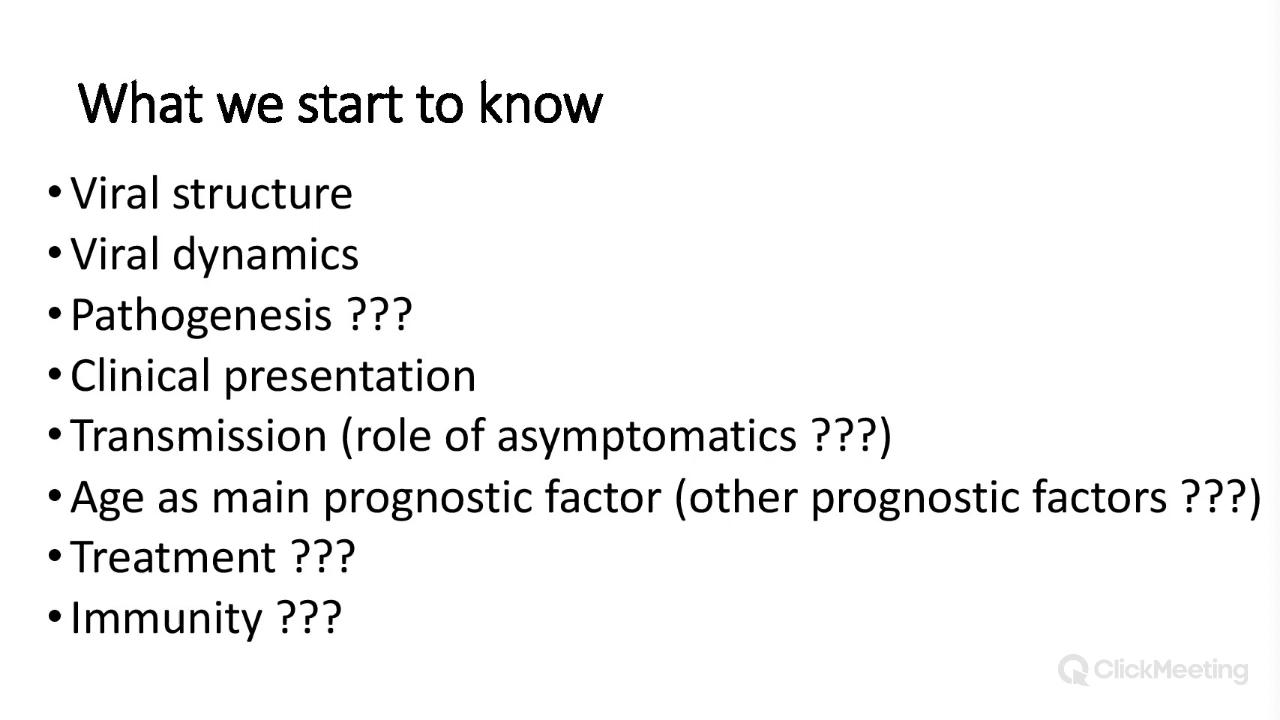 What we start to know
• Viral structure
• Viral dynamics
• Pathogenesis ???
• Clinical presentation
• Transmission (role of asymptomatics ???)
• Age as main prognostic factor (other prognostic factors ???)
• Treatment ???
• Immunity ???
ClickMeeting